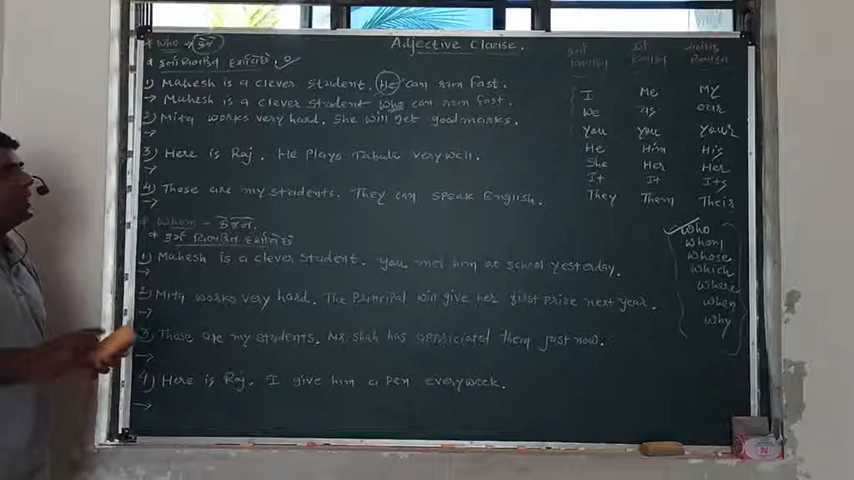 Adjective Clause.
* Who →
1) Mahesh is a clever student. He can run fast.
→ Mahesh is a clever student who can run fast.
2) Mita works very hard. She will get good marks.
→
3) Here is Raj. He plays Tabala very well.
→
4) Those are my students. They can speak English.
→
* Whom -
1) Mahesh is a clever student. You met him at school yesterday.
→
2) Mita works very hard. The Principal will give her first prize next year.
→
3) Those are my students. Mr. Shah has appriciated them just now.
→
4) Here is Raj. I give him a pen everyweek.
→
I Me My
We us our
You you Your
He Him His
She Her Her
It It Its
They Them Their
who
whom
whose
which
where
when
why